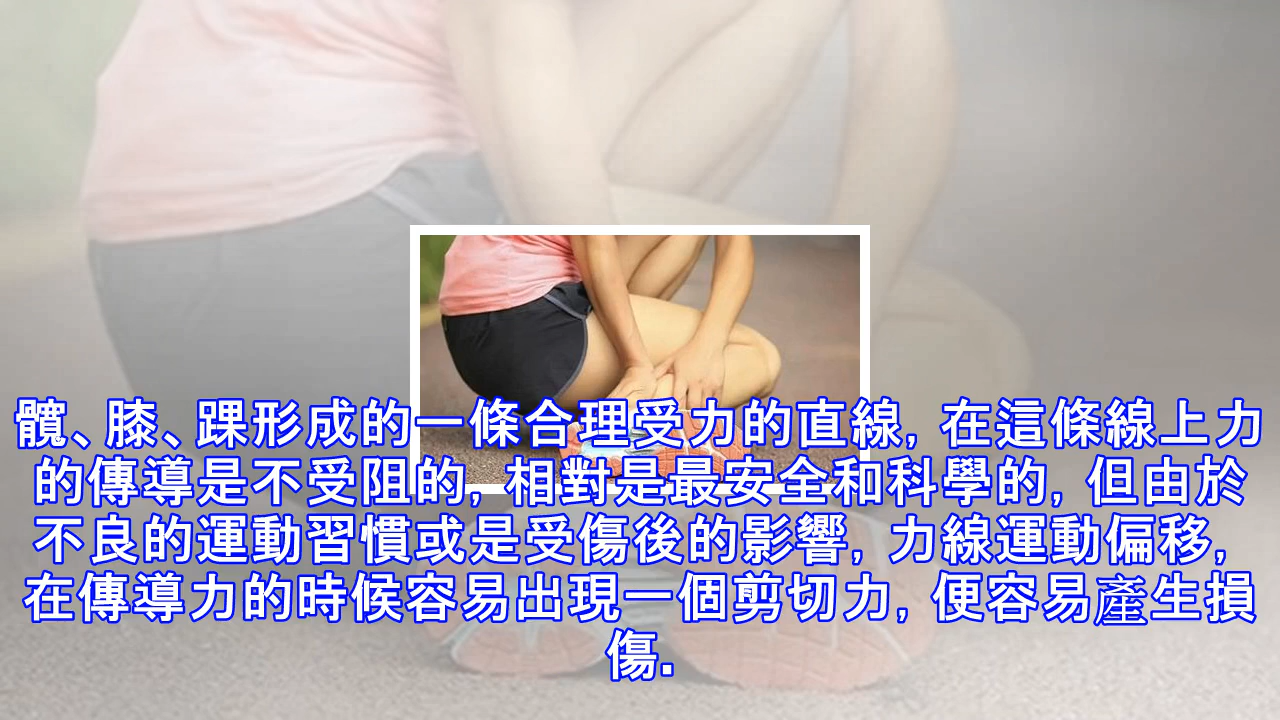 髖、膝、踝形成的一條合理受力的直線, 在這條線上力
的傳導是不受阻的, 相對是最安全和科學的, 但由於
不良的運動習慣或是受傷後的影響, 力線運動偏移,
在傳導力的時候容易出現一個剪切力, 便容易產生損
傷.